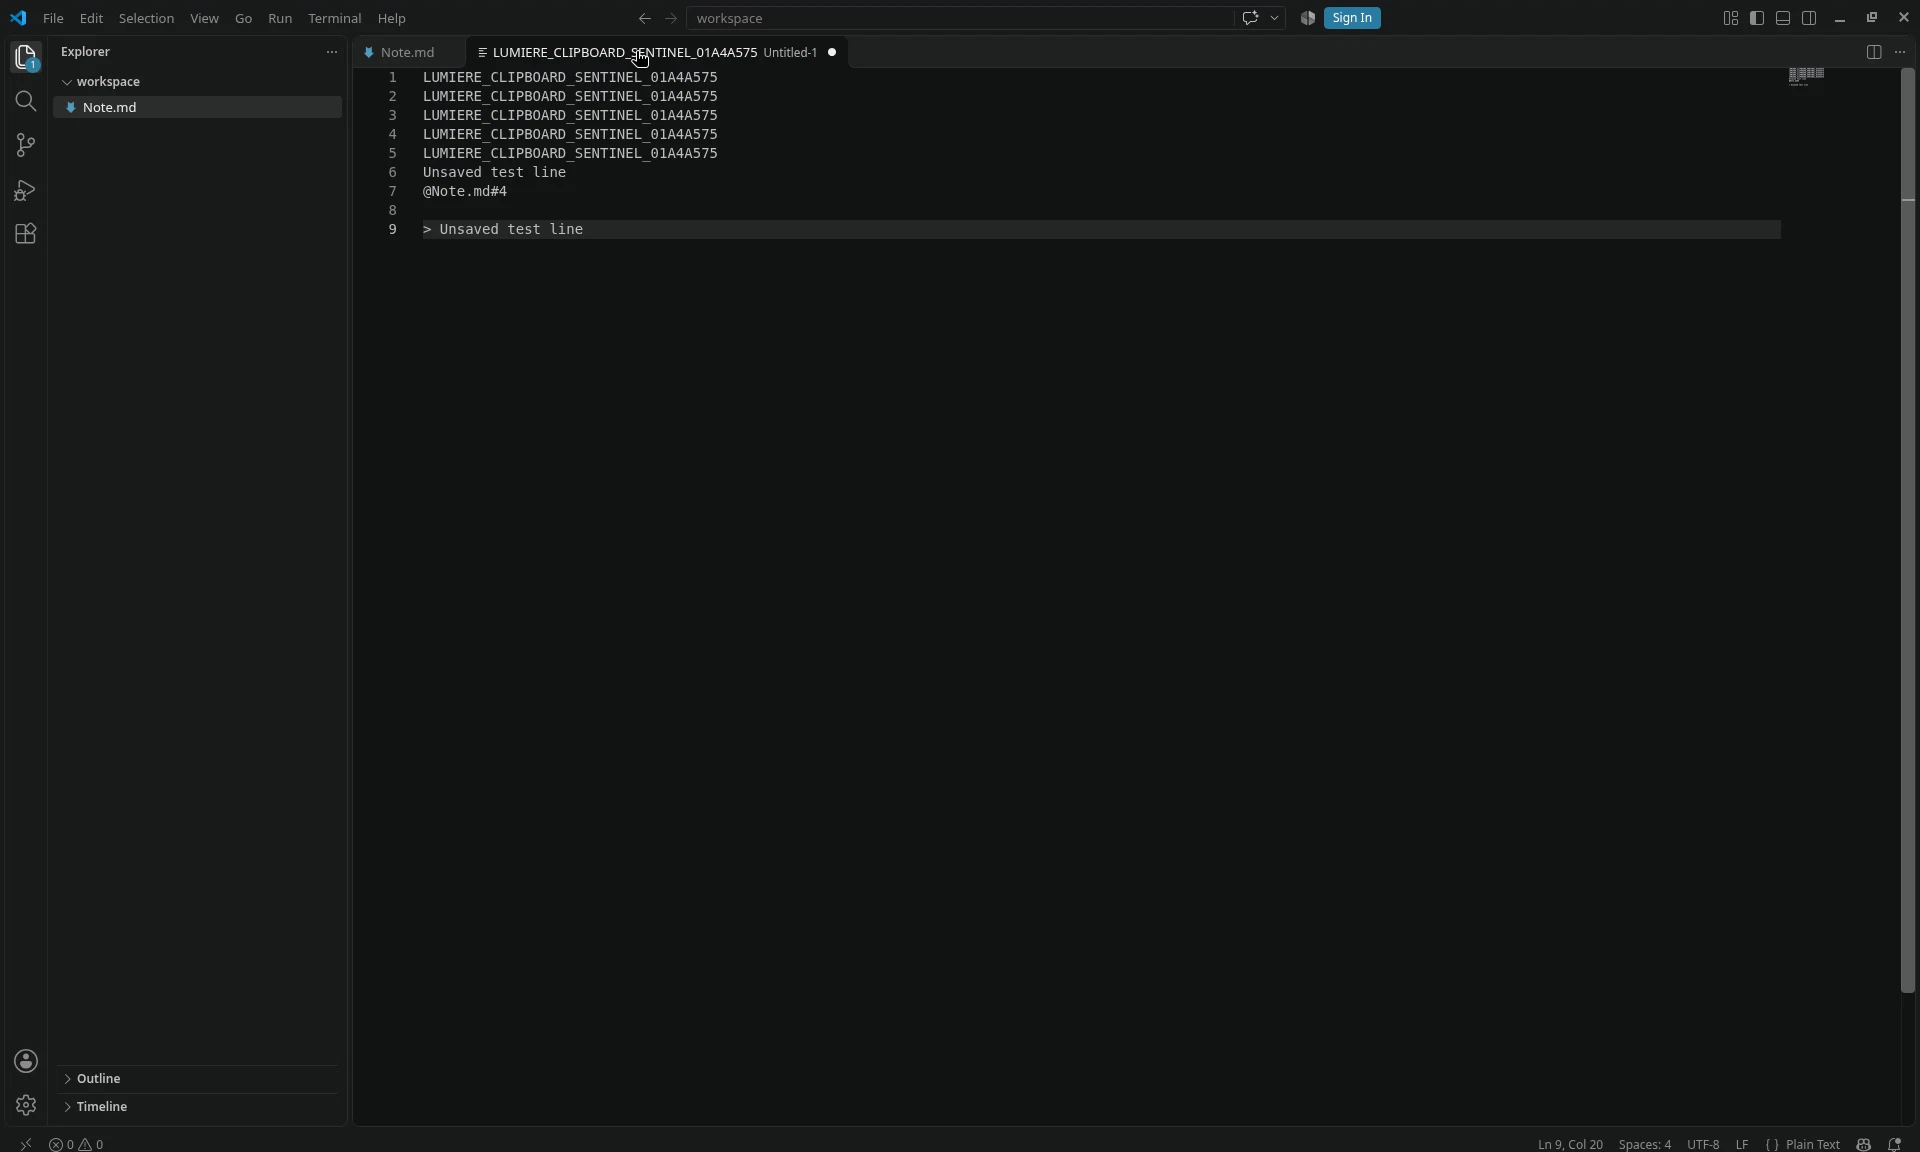 File Edit Selection View Go Run Terminal Help workspace Sign In
Explorer
1
workspace
Note.md
Note.md LUMIERE_CLIPBOARD_SENTINEL_01A4A575 Untitled-1
1 LUMIERE_CLIPBOARD_SENTINEL_01A4A575
2 LUMIERE_CLIPBOARD_SENTINEL_01A4A575
3 LUMIERE_CLIPBOARD_SENTINEL_01A4A575
4 LUMIERE_CLIPBOARD_SENTINEL_01A4A575
5 LUMIERE_CLIPBOARD_SENTINEL_01A4A575
6 Unsaved test line
7 @Note.md#4
8
9 > Unsaved test line
Outline
Timeline
0 0 Ln 9, Col 20 Spaces: 4 UTF-8 LF { } Plain Text